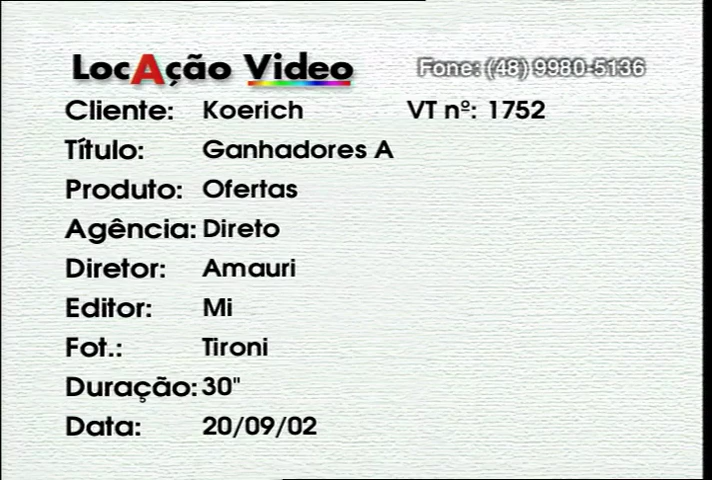 LocAção Video Fone: (48) 9980-5136
Cliente: Koerich VT nº: 1752
Título: Ganhadores A
Produto: Ofertas
Agência: Direto
Diretor: Amauri
Editor: Mi
Fot.: Tironi
Duração: 30"
Data: 20/09/02